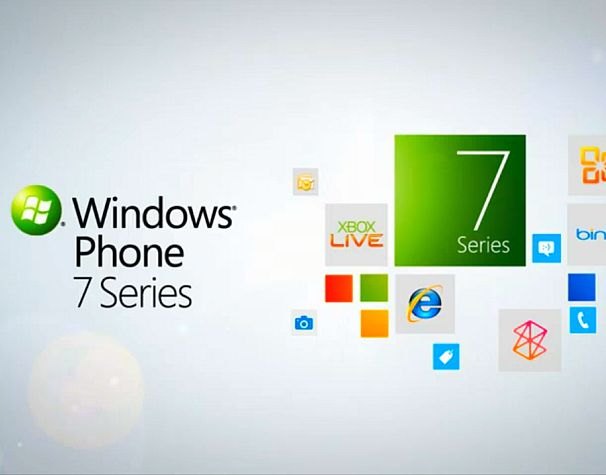 Windows®
Phone
7 Series
7
Series
XBOX
LIVE
bin